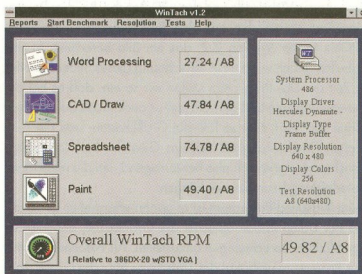 WinTach v1.2
Reports Start Benchmark Resolution Tests Help
Word Processing 27.24 / A8
CAD / Draw 47.84 / A8
Spreadsheet 74.78 / A8
Paint 49.40 / A8
System Processor
486
Display Driver
Hercules Dynamite -
Display Type
Frame Buffer
Display Resolution
640 x 480
Display Colors
256
Test Resolution
A8 (640x480)
Overall WinTach RPM 49.82 / A8
[ Relative to 386DX-20 w/STD VGA ]